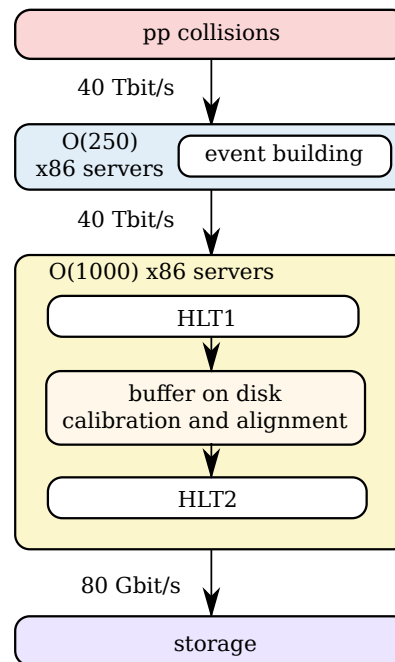 pp collisions
40 Tbit/s
O(250)
x86 servers
event building
40 Tbit/s
O(1000) x86 servers
HLT1
buffer on disk
calibration and alignment
HLT2
80 Gbit/s
storage